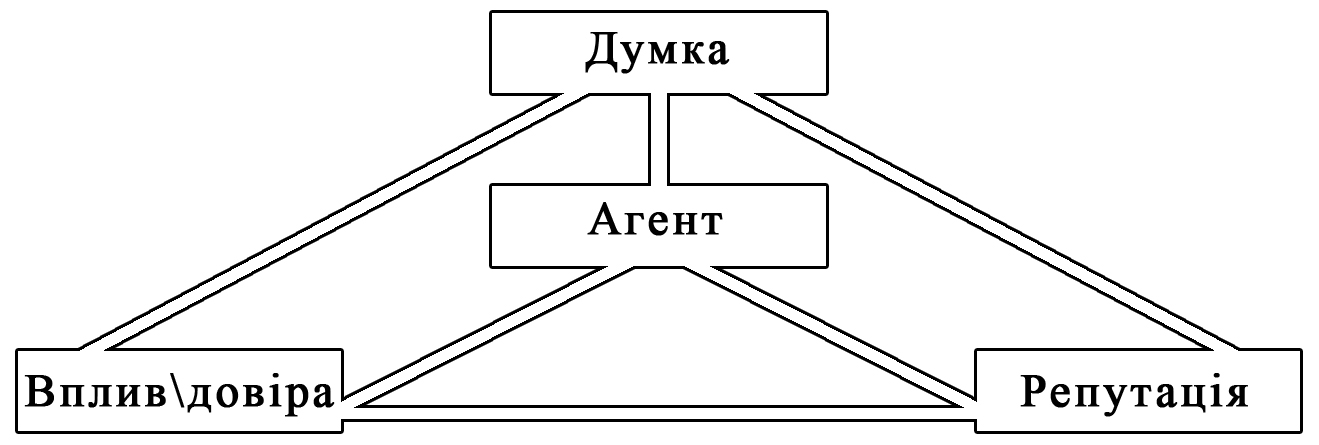 Думка
Агент
Вплив\довіра
Репутація